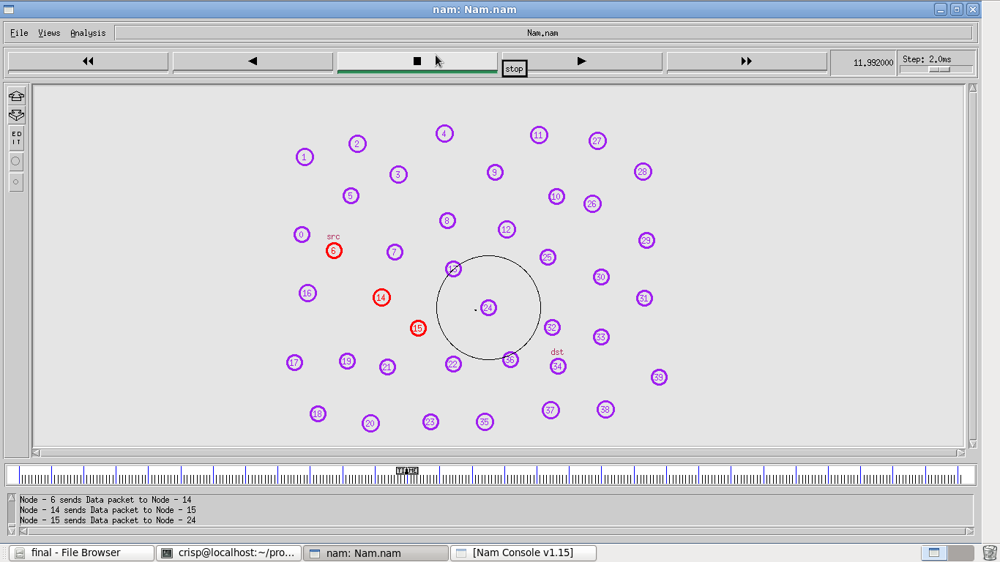 nam: Nam.nam
File Views Analysis Nam.nam
stop
11.992000
Step: 2.0ms
ED
IT
4
11
27
2
1
3
9
28
5
10
26
8
12
0
src
6
7
29
25
13
30
16
14
31
24
15
32
33
dst
17
19
21
22
36
34
39
18
20
23
35
37
38
TIME
Node - 6 sends Data packet to Node - 14
Node - 14 sends Data packet to Node - 15
Node - 15 sends Data packet to Node - 24
final - File Browser
crisp@localhost:~/pro...
nam: Nam.nam
[Nam Console v1.15]